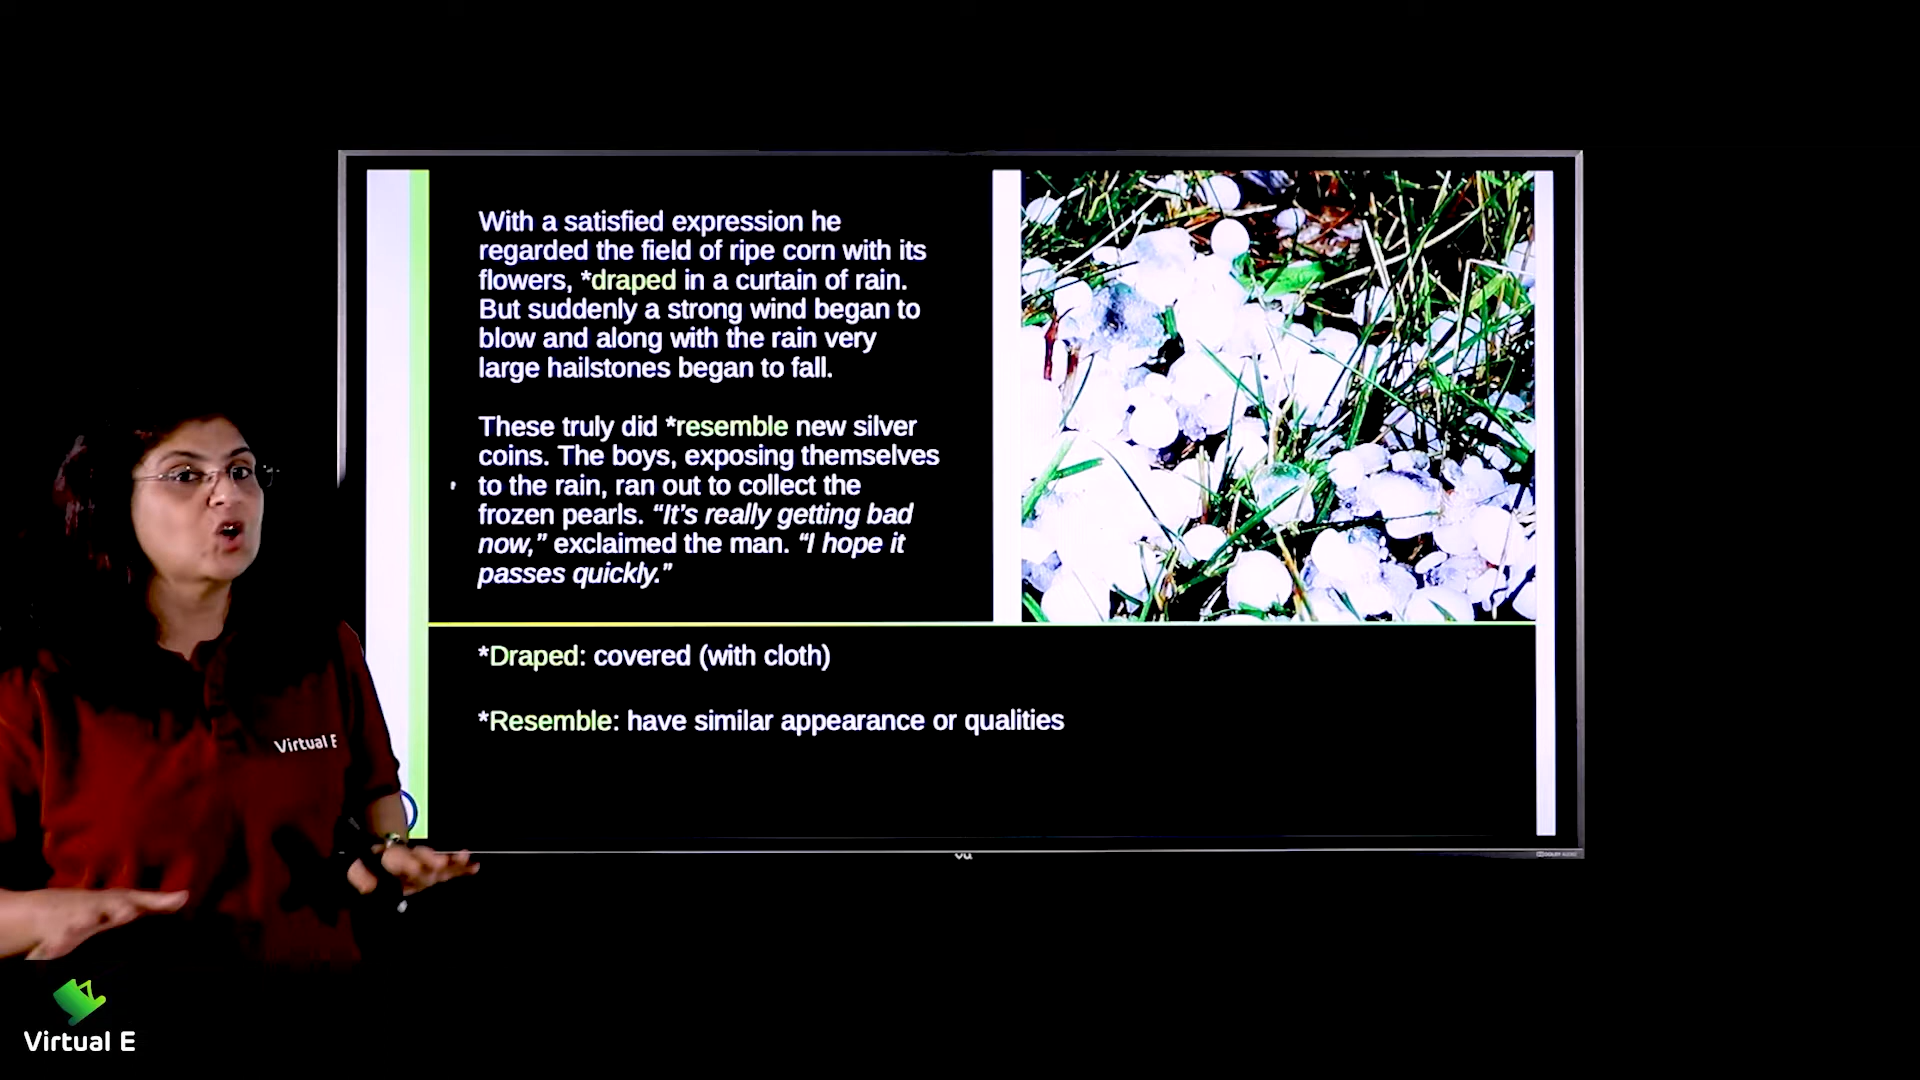 With a satisfied expression he
regarded the field of ripe corn with its
flowers, *draped in a curtain of rain.
But suddenly a strong wind began to
blow and along with the rain very
large hailstones began to fall.
These truly did *resemble new silver
coins. The boys, exposing themselves
to the rain, ran out to collect the
frozen pearls. “It’s really getting bad
now,” exclaimed the man. “I hope it
passes quickly.”
*Draped: covered (with cloth)
*Resemble: have similar appearance or qualities
Virtual E
Virtual E